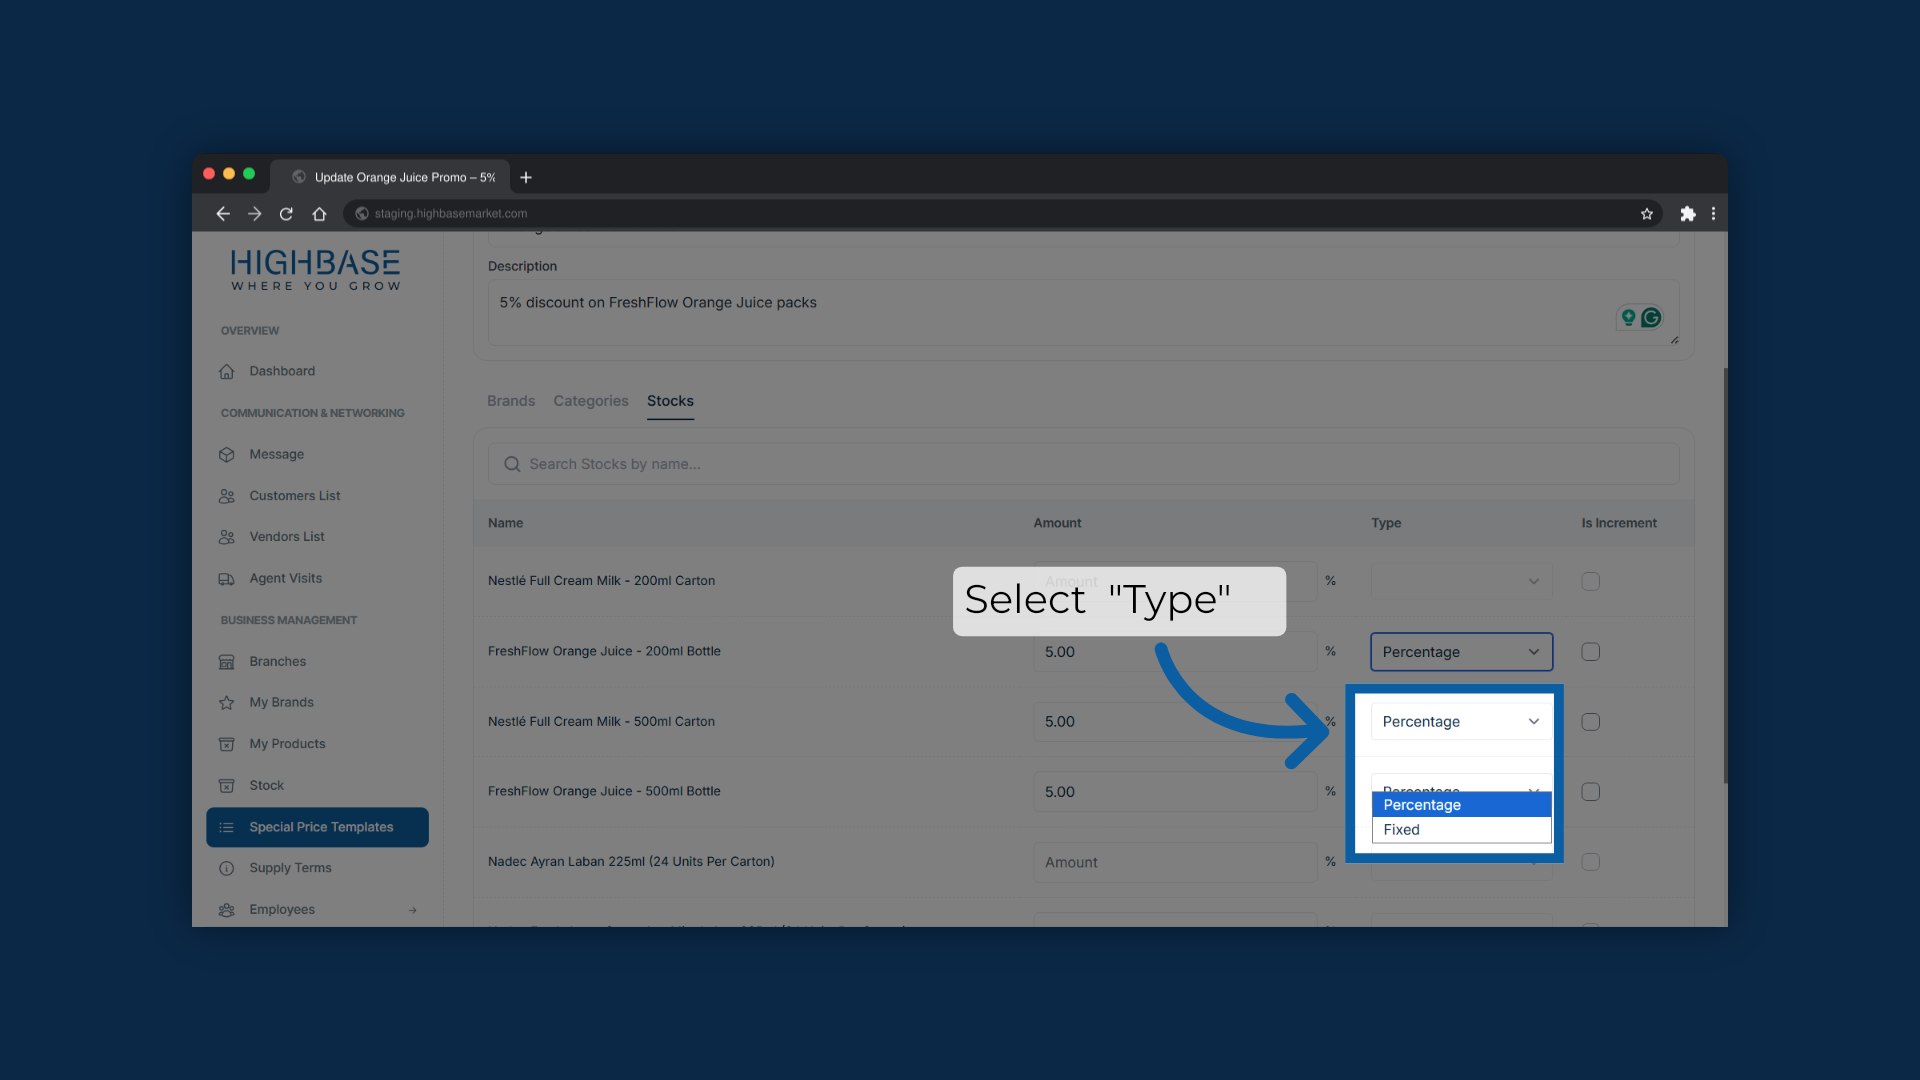 Update Orange Juice Promo – 5%
staging.highbasemarket.com
HIGHBASE
WHERE YOU GROW
OVERVIEW
Dashboard
COMMUNICATION & NETWORKING
Message
Customers List
Vendors List
Agent Visits
BUSINESS MANAGEMENT
Branches
My Brands
My Products
Stock
Special Price Templates
Supply Terms
Employees
Description
5% discount on FreshFlow Orange Juice packs
Brands Categories Stocks
Search Stocks by name...
Name Amount Type Is Increment
Nestlé Full Cream Milk - 200ml Carton Amount %
Select "Type"
FreshFlow Orange Juice - 200ml Bottle 5.00 % Percentage
Nestlé Full Cream Milk - 500ml Carton 5.00 % Percentage
FreshFlow Orange Juice - 500ml Bottle 5.00 % Percentage
Percentage
Fixed
Nadec Ayran Laban 225ml (24 Units Per Carton) Amount %